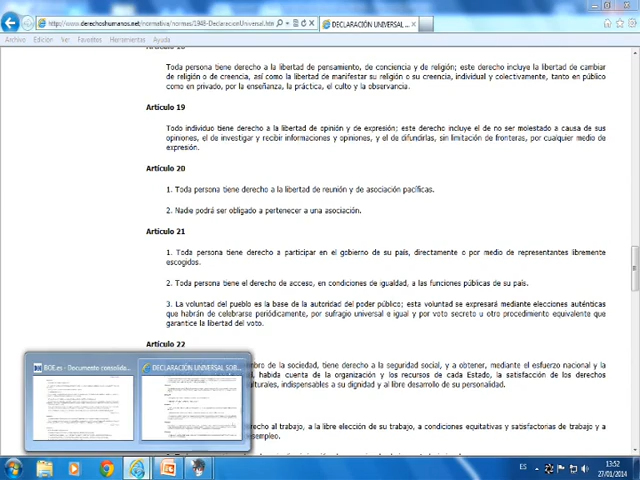 http://www.derechoshumanos.net/normativa/normas/1948-DeclaracionUniversal.htm
DECLARACIÓN UNIVERSAL ...
Archivo Edición Ver Favoritos Herramientas Ayuda
Toda persona tiene derecho a la libertad de pensamiento, de conciencia y de religión; este derecho incluye la libertad de cambiar
de religión o de creencia, así como la libertad de manifestar su religión o su creencia, individual y colectivamente, tanto en público
como en privado, por la enseñanza, la práctica, el culto y la observancia.
Artículo 19
Todo individuo tiene derecho a la libertad de opinión y de expresión; este derecho incluye el de no ser molestado a causa de sus
opiniones, el de investigar y recibir informaciones y opiniones, y el de difundirlas, sin limitación de fronteras, por cualquier medio de
expresión.
Artículo 20
1. Toda persona tiene derecho a la libertad de reunión y de asociación pacíficas.
2. Nadie podrá ser obligado a pertenecer a una asociación.
Artículo 21
1. Toda persona tiene derecho a participar en el gobierno de su país, directamente o por medio de representantes libremente
escogidos.
2. Toda persona tiene el derecho de acceso, en condiciones de igualdad, a las funciones públicas de su país.
3. La voluntad del pueblo es la base de la autoridad del poder público; esta voluntad se expresará mediante elecciones auténticas
que habrán de celebrarse periódicamente, por sufragio universal e igual y por voto secreto u otro procedimiento equivalente que
garantice la libertad del voto.
Artículo 22
BOE.es - Documento consolida...
DECLARACIÓN UNIVERSAL SOB...
mbro de la sociedad, tiene derecho a la seguridad social, y a obtener, mediante el esfuerzo nacional y la
habida cuenta de la organización y los recursos de cada Estado, la satisfacción de los derechos
lturales, indispensables a su dignidad y al libre desarrollo de su personalidad.
recho al trabajo, a la libre elección de su trabajo, a condiciones equitativas y satisfactorias de trabajo y a
sempleo.
ES
13:52
27/01/2014